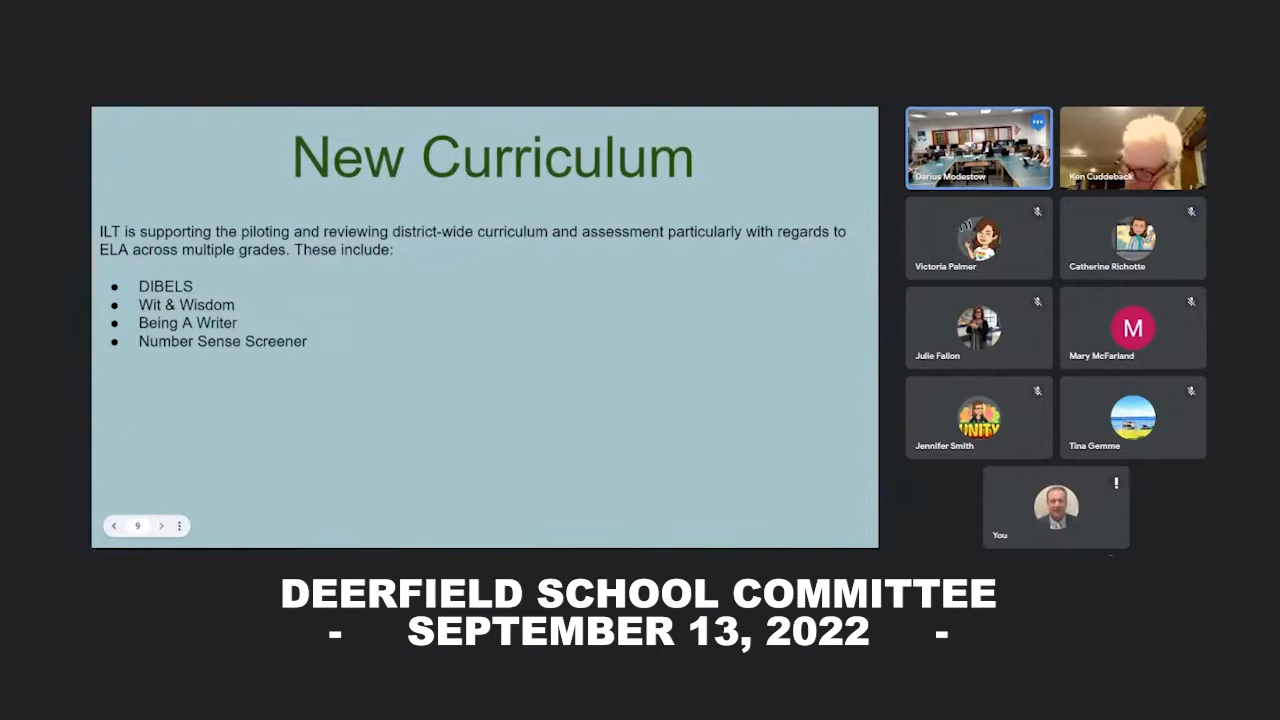 New Curriculum
ILT is supporting the piloting and reviewing district-wide curriculum and assessment particularly with regards to
ELA across multiple grades. These include:
● DIBELS
● Wit & Wisdom
● Being A Writer
● Number Sense Screener
9
Darius Modestow
Ken Cuddeback
Victoria Palmer
Catherine Richotte
Julie Fallon
M
Mary McFarland
UNITY
Jennifer Smith
Tina Gemme
You
DEERFIELD SCHOOL COMMITTEE
- SEPTEMBER 13, 2022 -